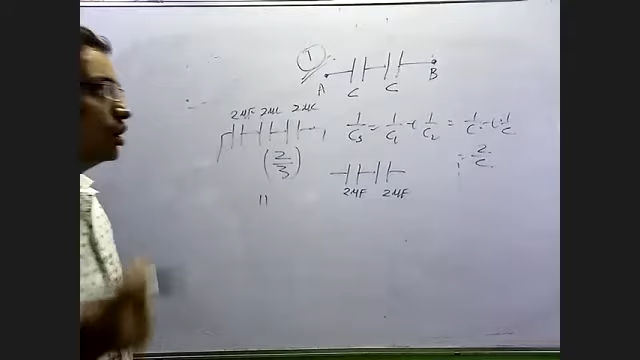 1
A C C B
2µF 2µF 2µF
1/Cs = 1/C1 + 1/C2 = 1/C + 1/C
= 2/C
(2/3)
2µF 2µF